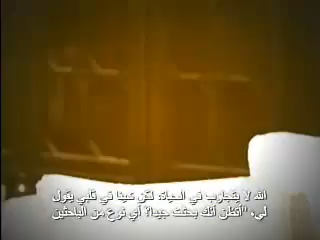 الله لا يتجاوب في الحياة، لكن شيئا في قلبي يقول
لي، "أتظن أنك بحثت جيدا؟ أي نوع من الباحثين